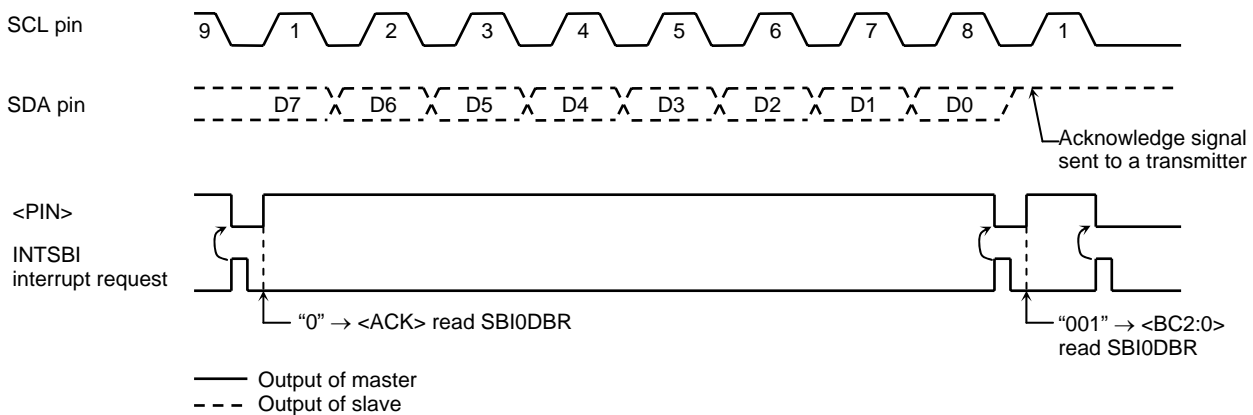 SCL pin
9 1 2 3 4 5 6 7 8 1
SDA pin
D7 D6 D5 D4 D3 D2 D1 D0
Acknowledge signal
sent to a transmitter
<PIN>
INTSBI
interrupt request
“0” → <ACK> read SBI0DBR
“001” → <BC2:0>
read SBI0DBR
Output of master
Output of slave